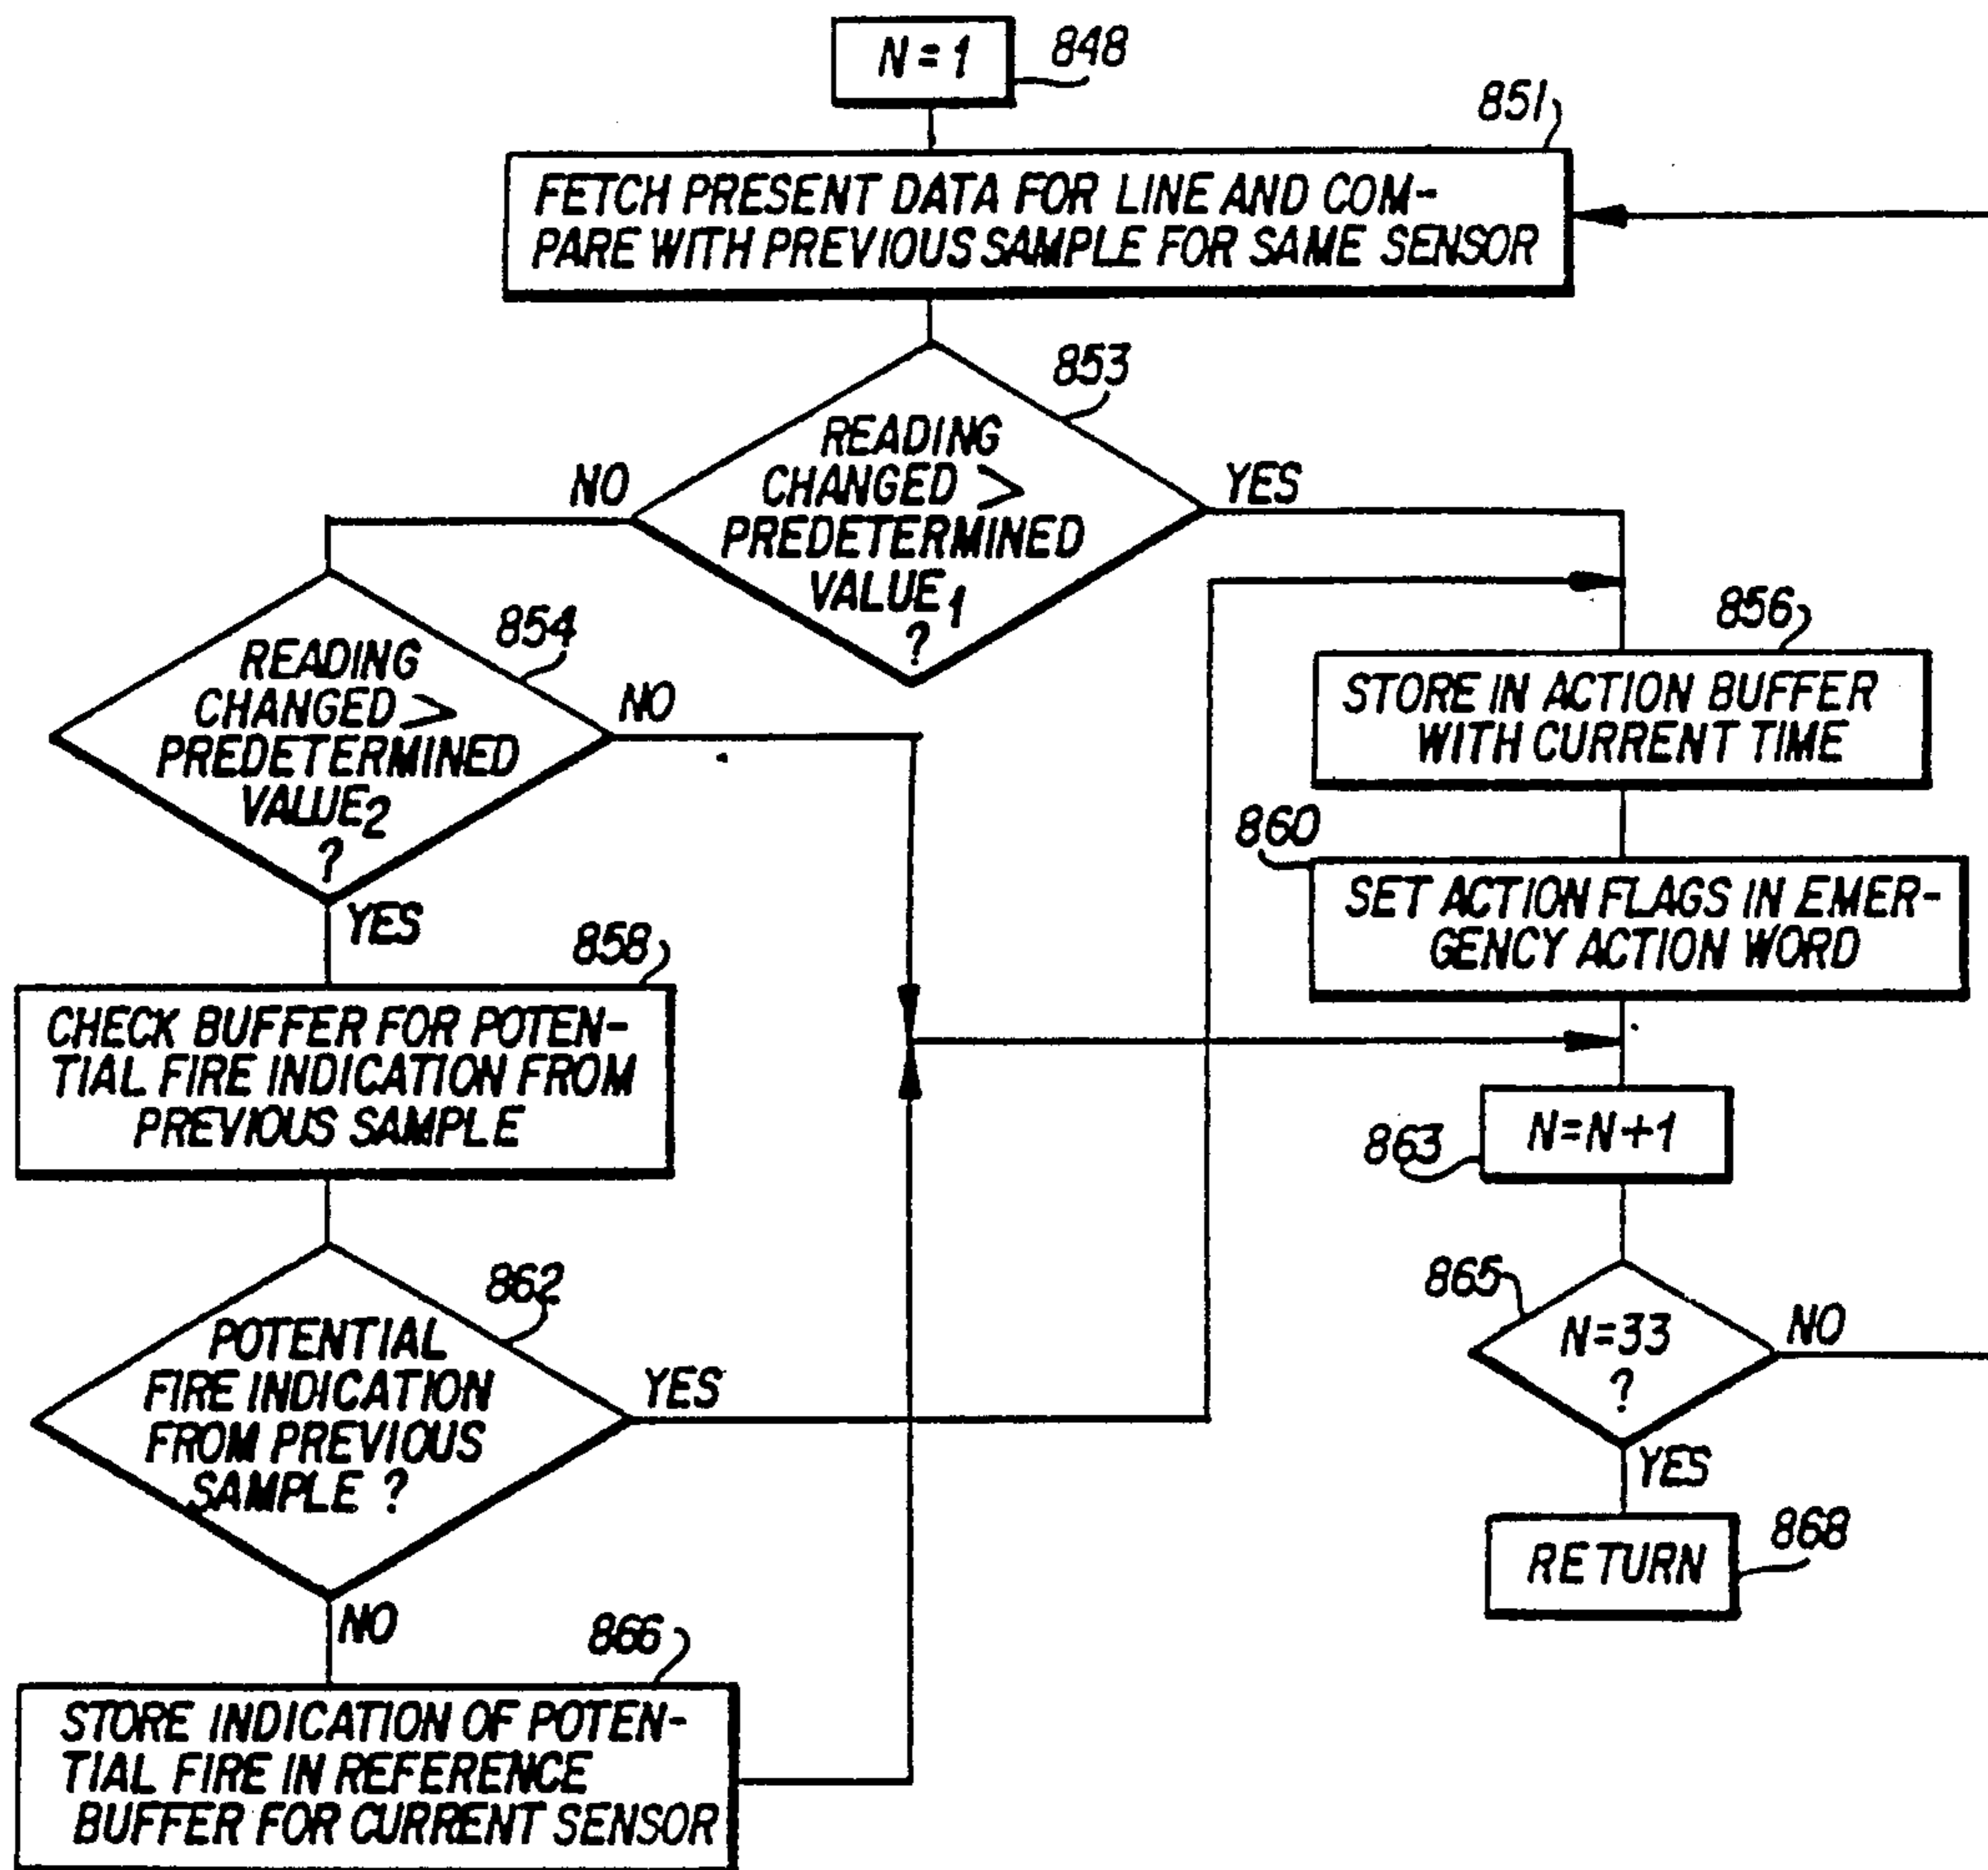 N=1
848
851
FETCH PRESENT DATA FOR LINE AND COM-
PARE WITH PREVIOUS SAMPLE FOR SAME SENSOR
853
READING
CHANGED >
PREDETERMINED
VALUE1
?
NO
YES
854
READING
CHANGED >
PREDETERMINED
VALUE2
?
NO
YES
856
STORE IN ACTION BUFFER
WITH CURRENT TIME
860
SET ACTION FLAGS IN EMER-
GENCY ACTION WORD
858
CHECK BUFFER FOR POTEN-
TIAL FIRE INDICATION FROM
PREVIOUS SAMPLE
863
N=N+1
862
POTENTIAL
FIRE INDICATION
FROM PREVIOUS
SAMPLE ?
YES
NO
865
N=33
?
NO
YES
RETURN
868
866
STORE INDICATION OF POTEN-
TIAL FIRE IN REFERENCE
BUFFER FOR CURRENT SENSOR